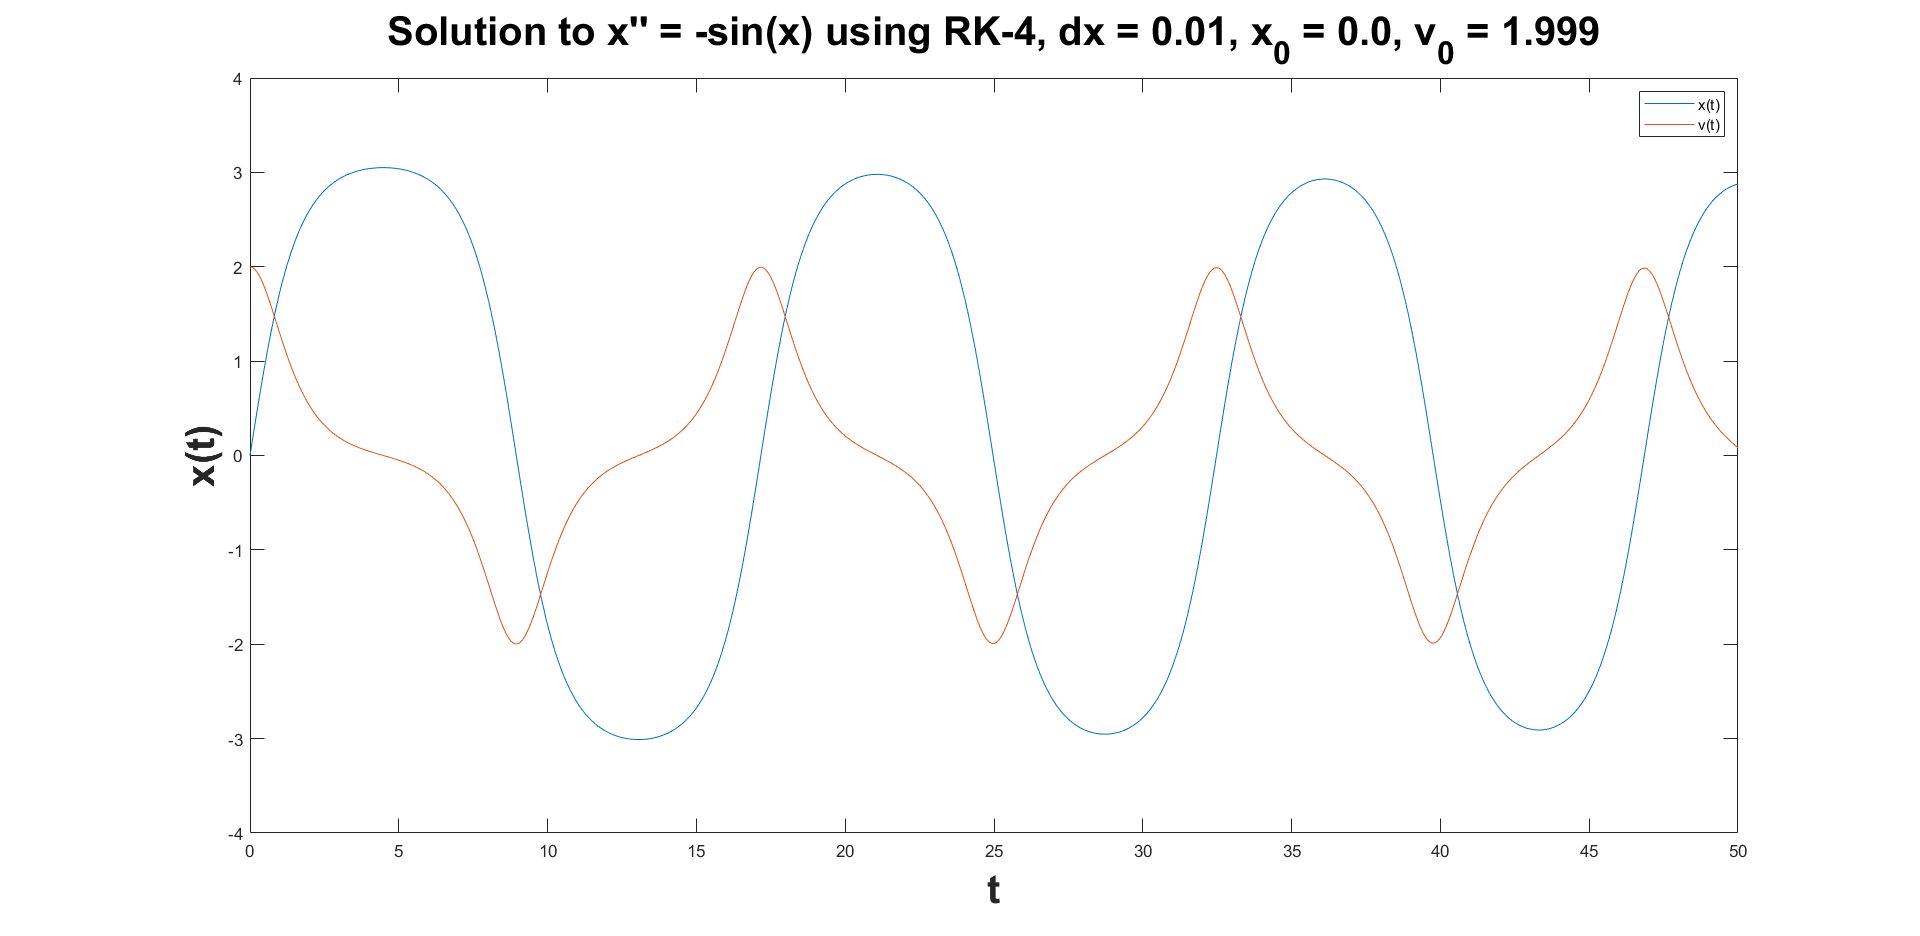 Solution to x'' = -sin(x) using RK-4, dx = 0.01, x₀ = 0.0, v₀ = 1.999
x(t)
v(t)
4
3
2
1
0
-1
-2
-3
-4
x(t)
0 5 10 15 20 25 30 35 40 45 50
t